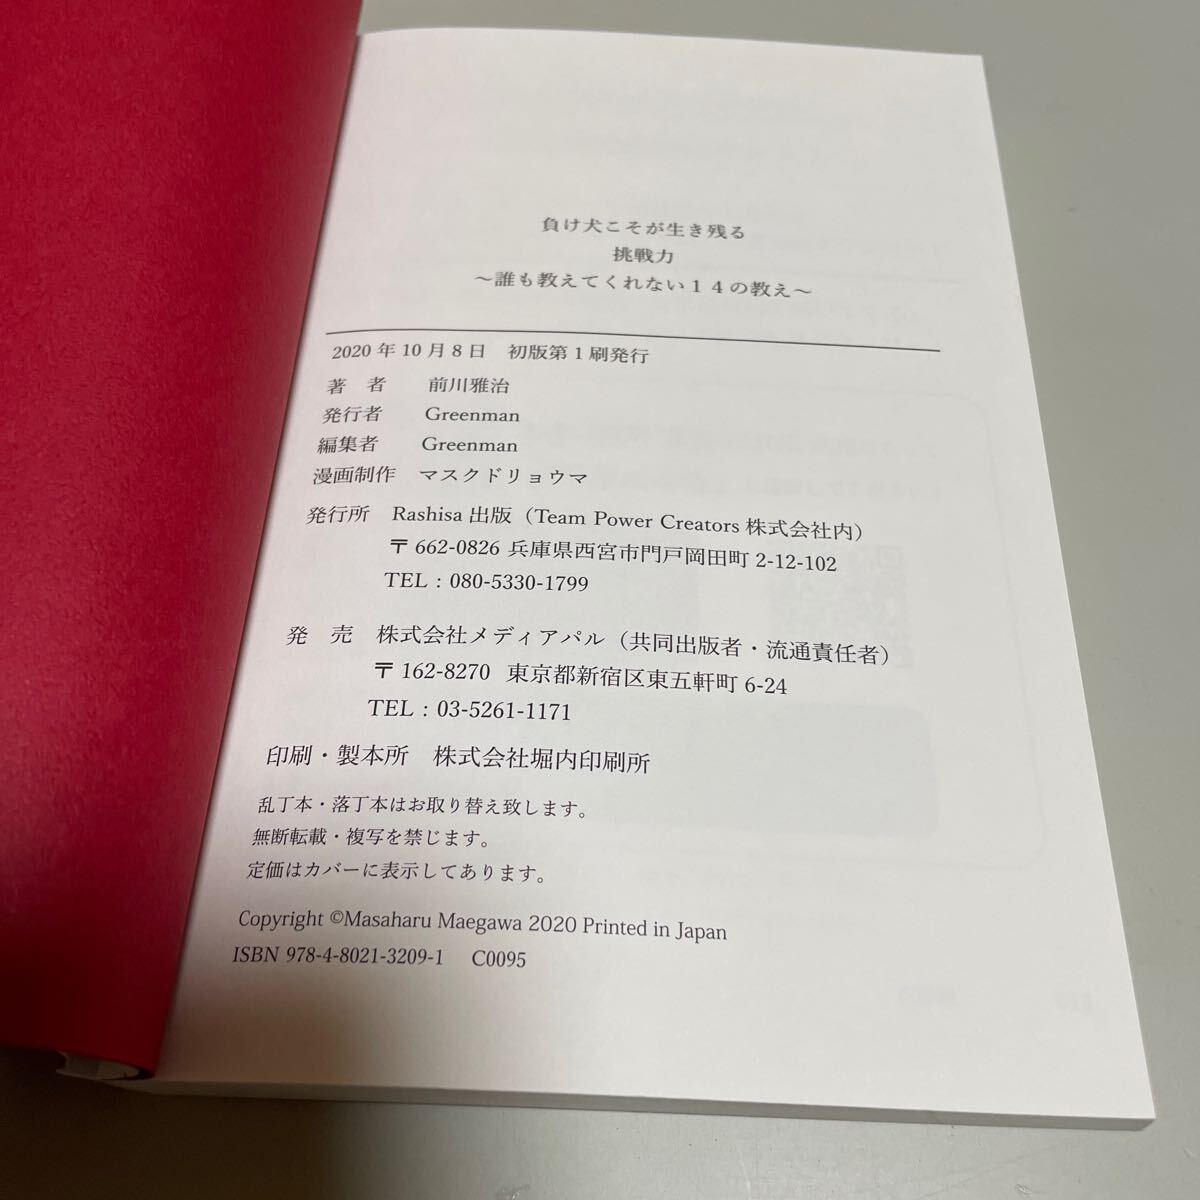 負け犬こそが生き残る
挑戦力
～誰も教えてくれない１４の教え～
2020 年 10 月 8 日　初版第 1 刷発行
著　者　前川雅治
発行者　Greenman
編集者　Greenman
漫画制作　マスクドリョウマ
発行所　Rashisa 出版（Team Power Creators 株式会社内）
〒 662-0826 兵庫県西宮市門戸岡田町 2-12-102
TEL : 080-5330-1799
発　売　株式会社メディアパル（共同出版者・流通責任者）
〒 162-8270 東京都新宿区東五軒町 6-24
TEL : 03-5261-1171
印刷・製本所　株式会社堀内印刷所
乱丁本・落丁本はお取り替え致します。
無断転載・複写を禁じます。
定価はカバーに表示してあります。
Copyright ©Masaharu Maegawa 2020 Printed in Japan
ISBN 978-4-8021-3209-1　C0095